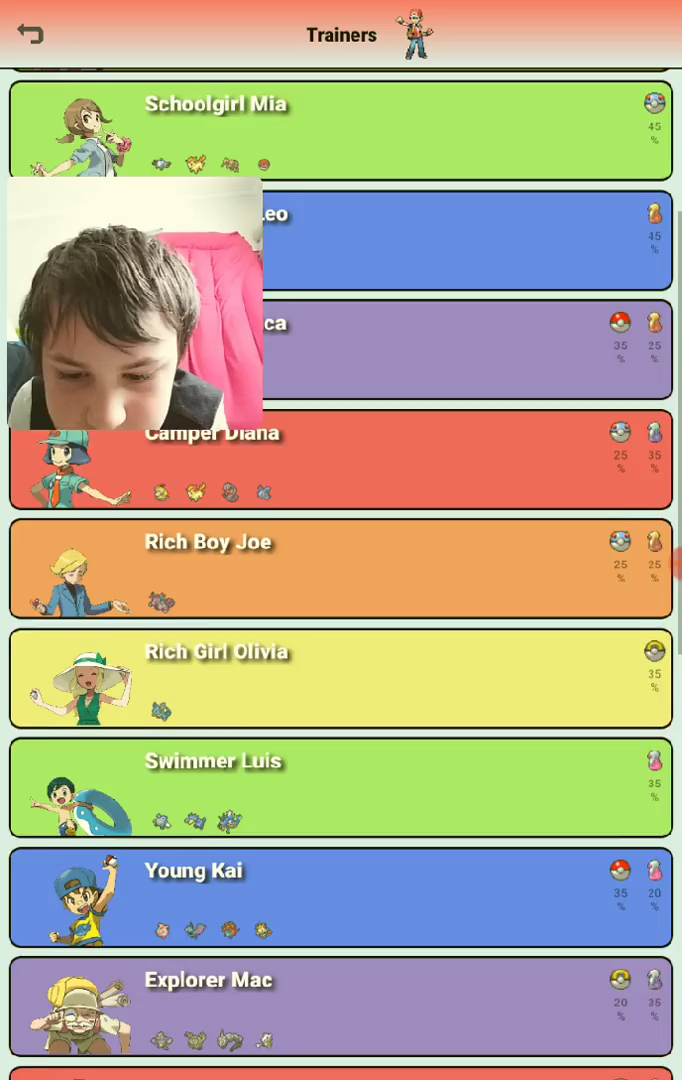 Trainers
Schoolgirl Mia
45
%
eo
45
%
ca
35
%
25
%
Camper Diana
25
%
35
%
Rich Boy Joe
25
%
25
%
Rich Girl Olivia
35
%
Swimmer Luis
35
%
Young Kai
35
%
20
%
Explorer Mac
20
%
35
%